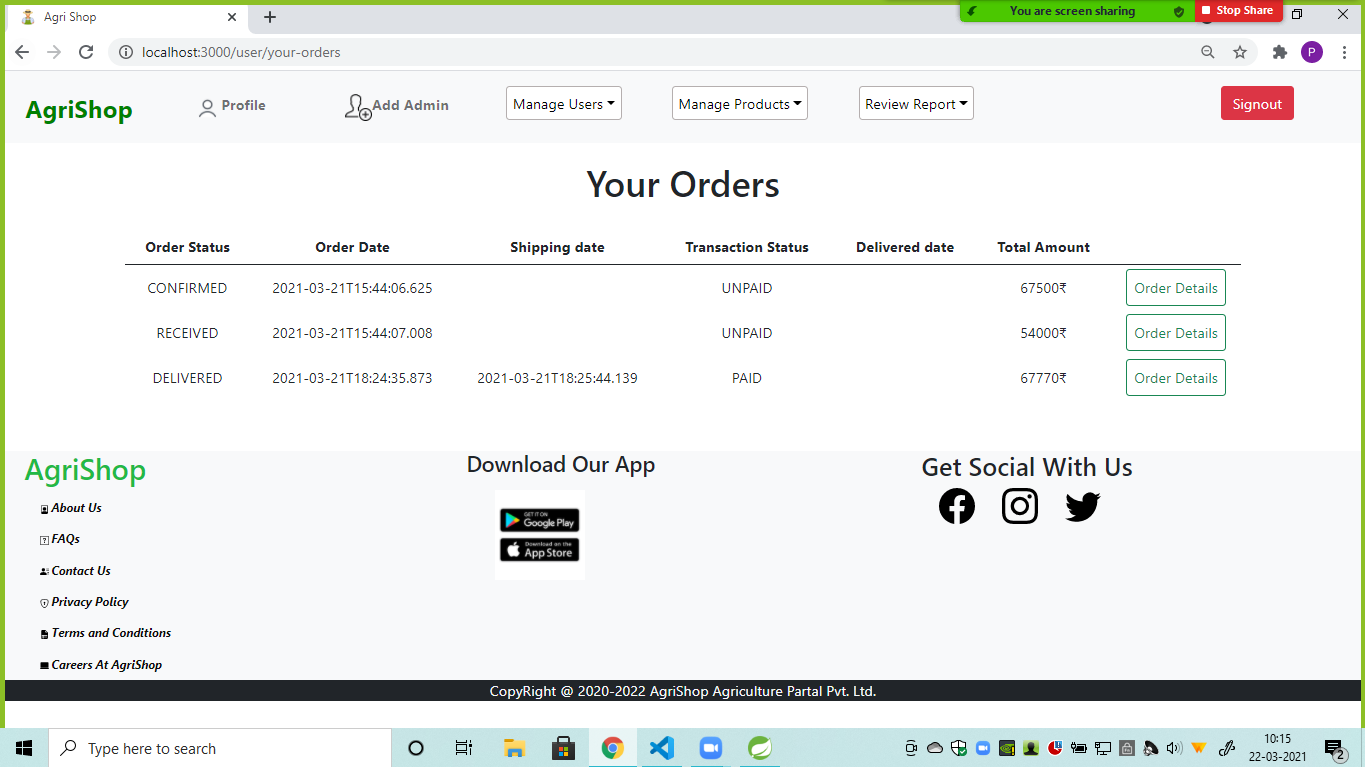 Agri Shop
You are screen sharing
Stop Share
localhost:3000/user/your-orders
P
AgriShop
Profile
Add Admin
Manage Users
Manage Products
Review Report
Signout
Your Orders
Order Status Order Date Shipping date Transaction Status Delivered date Total Amount
CONFIRMED 2021-03-21T15:44:06.625 UNPAID 67500₹ Order Details
RECEIVED 2021-03-21T15:44:07.008 UNPAID 54000₹ Order Details
DELIVERED 2021-03-21T18:24:35.873 2021-03-21T18:25:44.139 PAID 67770₹ Order Details
AgriShop
About Us
FAQs
Contact Us
Privacy Policy
Terms and Conditions
Careers At AgriShop
Download Our App
GET IT ON
Google Play
Download on the
App Store
Get Social With Us
CopyRight @ 2020-2022 AgriShop Agriculture Partal Pvt. Ltd.
Type here to search
10:15
22-03-2021
2